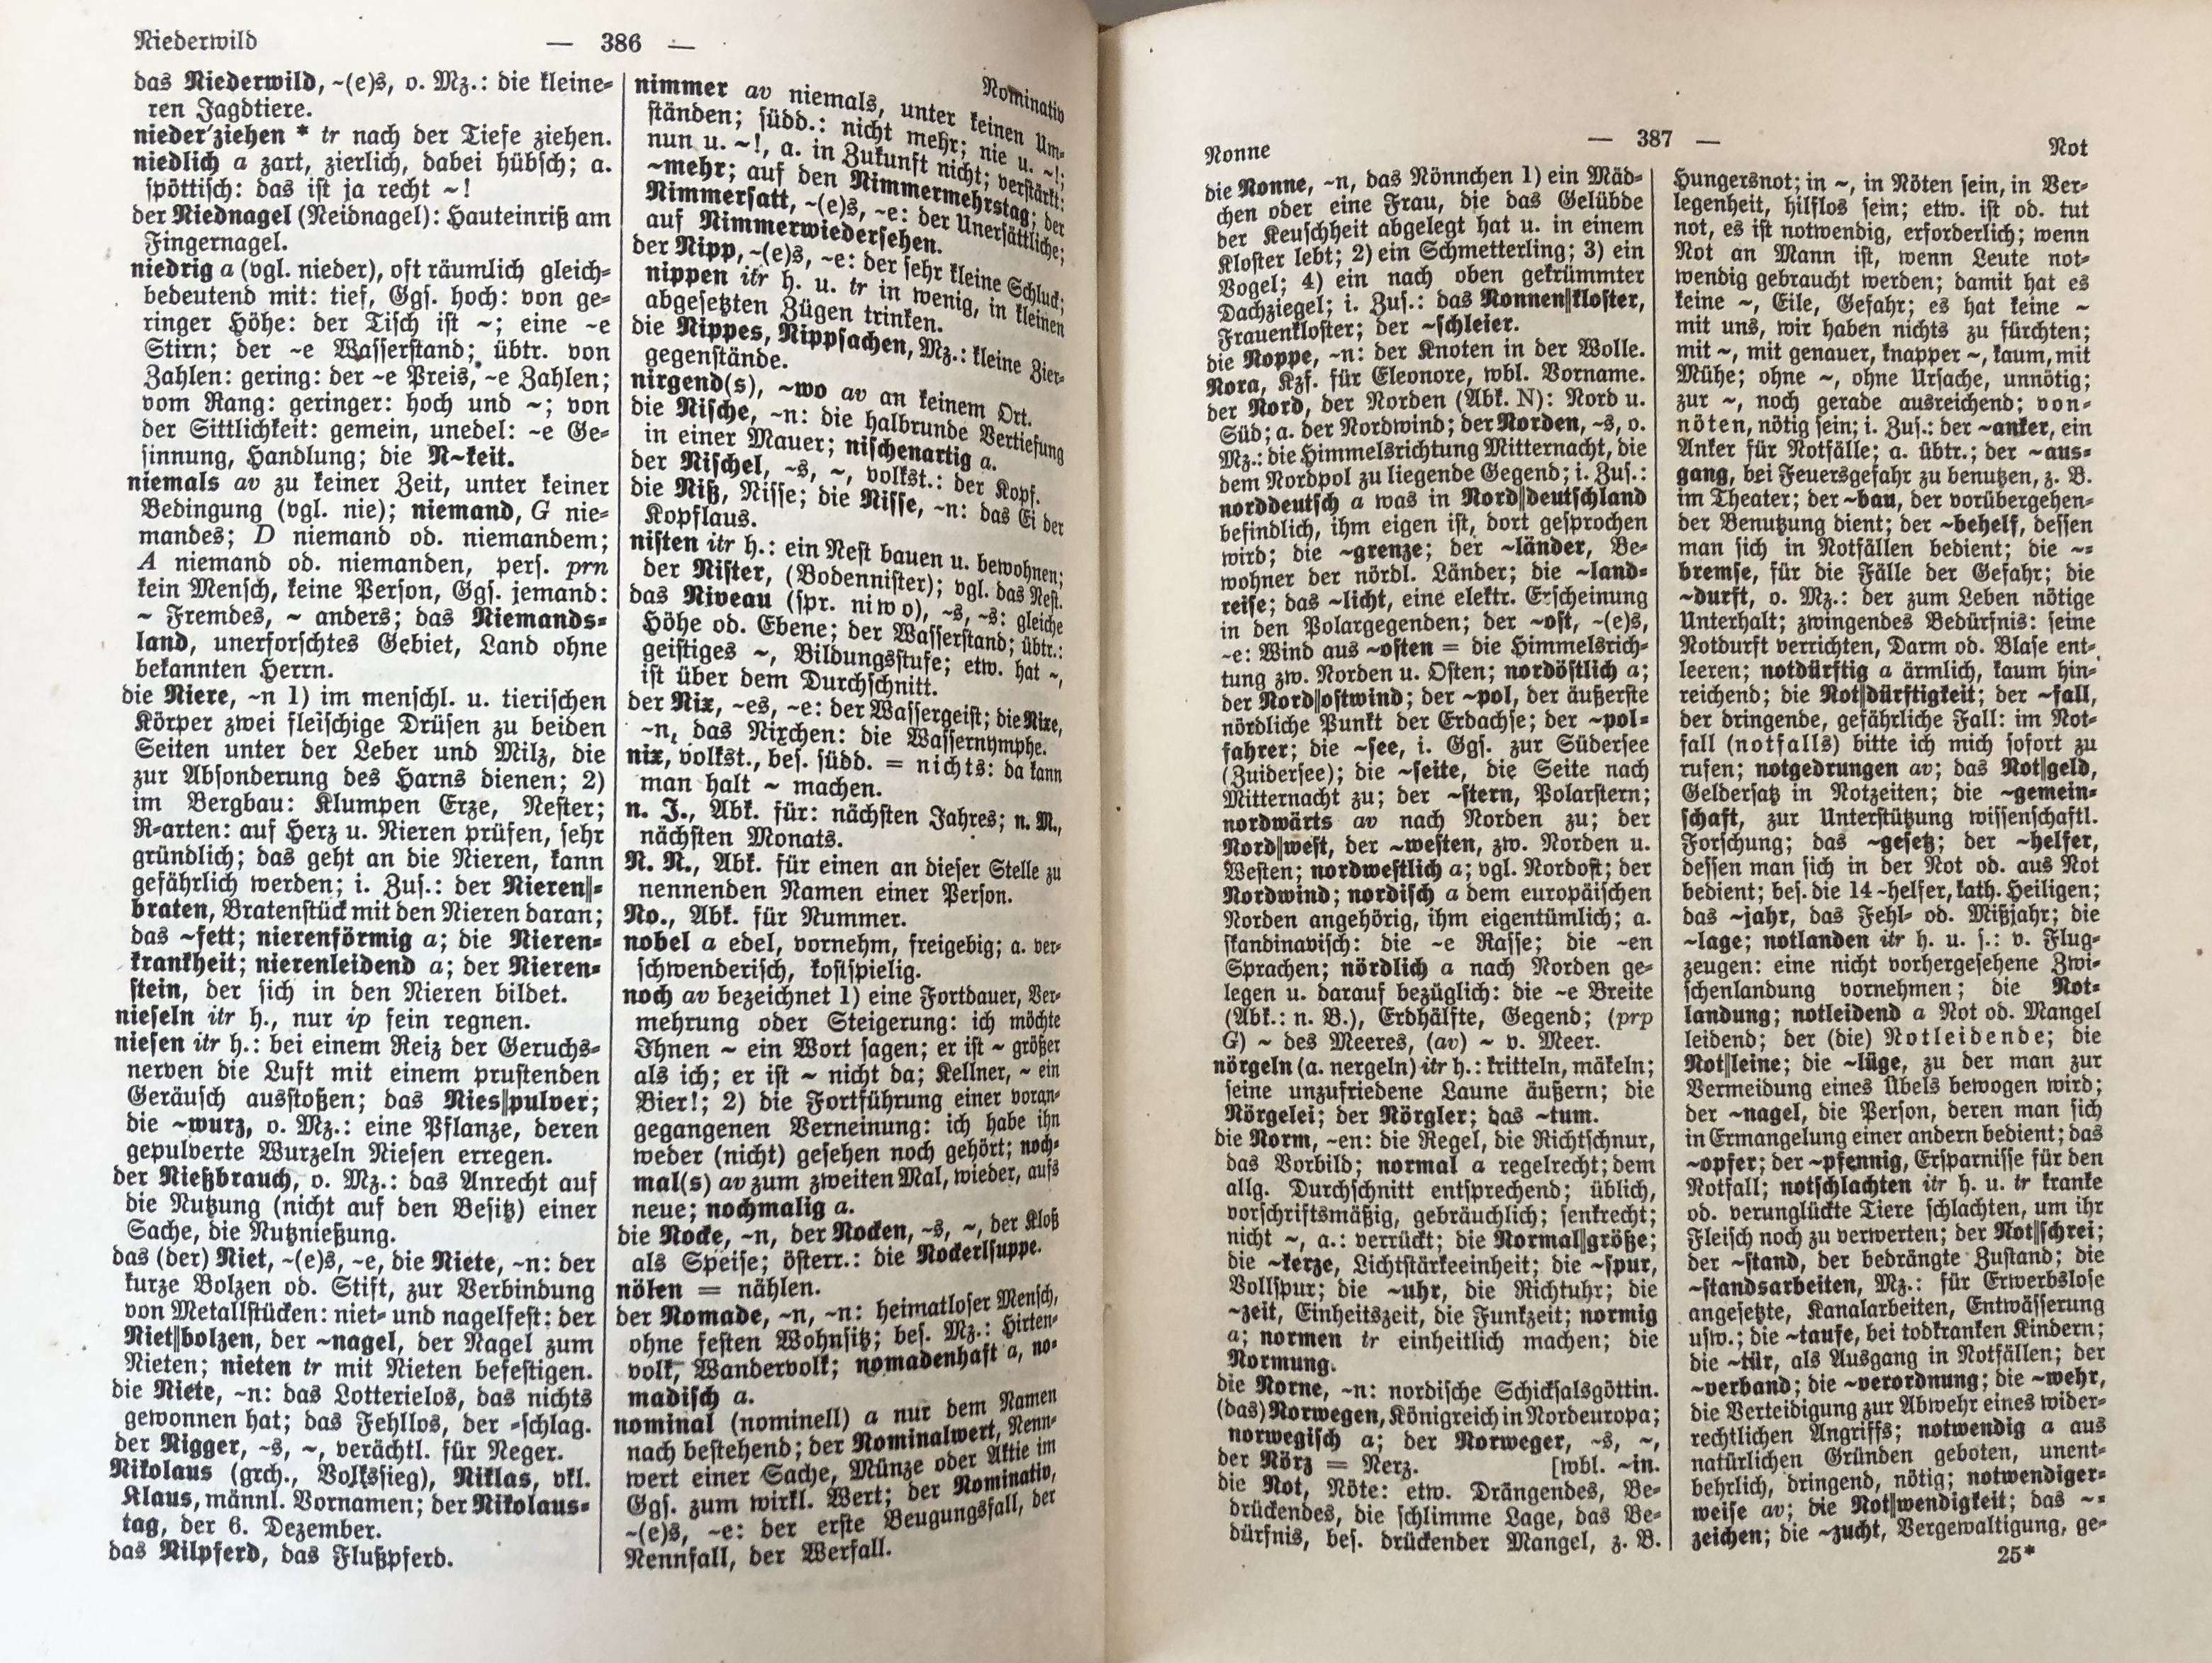 Niederwild
— 386 —
Nominativ
das Niederwild, ~(e)s, o. Mz.: die kleine-
ren Jagdtiere.
nieder'ziehen * tr nach der Tiefe ziehen.
niedlich a zart, zierlich, dabei hübsch; a.
spöttisch: das ist ja recht ~!
der Niednagel (Neidnagel): Hauteinriß am
Fingernagel.
niedrig a (vgl. nieder), oft räumlich gleich-
bedeutend mit: tief, Ggs. hoch: von ge-
ringer Höhe: der Tisch ist ~; eine ~e
Stirn; der ~e Wasserstand; übtr. von
Zahlen: gering: der ~e Preis, ~e Zahlen;
vom Rang: geringer: hoch und ~; von
der Sittlichkeit: gemein, unedel: ~e Ge-
sinnung, Handlung; die N~keit.
niemals av zu keiner Zeit, unter keiner
Bedingung (vgl. nie); niemand, G nie-
mandes; D niemand od. niemandem;
A niemand od. niemanden, pers. prn
kein Mensch, keine Person, Ggs. jemand:
~ Fremdes, ~ anders; das Niemands-
land, unerforschtes Gebiet, Land ohne
bekannten Herrn.
die Niere, ~n 1) im menschl. u. tierischen
Körper zwei fleischige Drüsen zu beiden
Seiten unter der Leber und Milz, die
zur Absonderung des Harns dienen; 2)
im Bergbau: Klumpen Erze, Nester;
R-arten: auf Herz u. Nieren prüfen, sehr
gründlich; das geht an die Nieren, kann
gefährlich werden; i. Zus.: der Nieren||-
braten, Bratenstück mit den Nieren daran;
das ~fett; nierenförmig a; die Nieren-
krankheit; nierenleidend a; der Nieren-
stein, der sich in den Nieren bildet.
nieseln itr h., nur ip fein regnen.
niesen itr h.: bei einem Reiz der Geruchs-
nerven die Luft mit einem prustenden
Geräusch ausstoßen; das Nies||pulver;
die ~wurz, o. Mz.: eine Pflanze, deren
gepulverte Wurzeln Niesen erregen.
der Nießbrauch, o. Mz.: das Anrecht auf
die Nutzung (nicht auf den Besitz) einer
Sache, die Nutznießung.
das (der) Niet, ~(e)s, ~e, die Niete, ~n: der
kurze Bolzen od. Stift, zur Verbindung
von Metallstücken: niet- und nagelfest; der
Niet||bolzen, der ~nagel, der Nagel zum
Nieten; nieten tr mit Nieten befestigen.
die Niete, ~n: das Lotterielos, das nichts
gewonnen hat; das Fehllos, der -schlag.
der Nigger, ~s, ~, verächtl. für Neger.
Nikolaus (grch., Volkssieg), Niklas, vkl.
Klaus, männl. Vornamen; der Nikolaus-
tag, der 6. Dezember.
das Nilpferd, das Flußpferd.
nimmer av niemals, unter keinen Um-
ständen; südd.: nicht mehr; nie u. ~!;
nun u. ~!, a. in Zukunft nicht; verstärkt:
~mehr; auf den Nimmermehrstag; der
Nimmersatt, ~(e)s, ~e: der Unersättliche;
auf Nimmerwiedersehen.
der Nipp, ~(e)s, ~e: der sehr kleine Schluck;
nippen itr h. u. tr in wenig, in kleinen
abgesetzten Zügen trinken.
die Nippes, Nippsachen, Mz.: kleine Zier-
gegenstände.
nirgend(s), ~wo av an keinem Ort.
die Nische, ~n: die halbrunde Vertiefung
in einer Mauer; nischenartig a.
der Nischel, ~s, ~, volkst.: der Kopf.
die Niß, Nisse; die Nisse, ~n: das Ei der
Kopflaus.
nisten itr h.: ein Nest bauen u. bewohnen;
der Nister, (Bodennister); vgl. das Nest.
das Niveau (spr. niwo), ~s, ~s: gleiche
Höhe od. Ebene; der Wasserstand; übtr.:
geistiges ~, Bildungsstufe; etw. hat ~,
ist über dem Durchschnitt.
der Nix, ~es, ~e: der Wassergeist; die Nixe,
~n, das Nixchen: die Wassernymphe.
nix, volkst., bes. südd. = nichts: da kann
man halt ~ machen.
n. J., Abk. für: nächsten Jahres; n. M.,
nächsten Monats.
N. N., Abk. für einen an dieser Stelle zu
nennenden Namen einer Person.
No., Abk. für Nummer.
nobel a edel, vornehm, freigebig; a. ver-
schwenderisch, kostspielig.
noch av bezeichnet 1) eine Fortdauer, Ver-
mehrung oder Steigerung: ich möchte
Ihnen ~ ein Wort sagen; er ist ~ größer
als ich; er ist ~ nicht da; Kellner, ~ ein
Bier!; 2) die Fortführung einer voran-
gegangenen Verneinung: ich habe ihn
weder (nicht) gesehen noch gehört; noch-
mal(s) av zum zweiten Mal, wieder, aufs
neue; nochmalig a.
die Nocke, ~n, der Nocken, ~s, ~, der Kloß
als Speise; österr.: die Nockerlsuppe.
nölen = nählen.
der Nomade, ~n, ~n: heimatloser Mensch,
ohne festen Wohnsitz; bes. Mz.: Hirten-
volk, Wandervolk; nomadenhaft a, no-
madisch a.
nominal (nominell) a nur dem Namen
nach bestehend; der Nominalwert, Nenn-
wert einer Sache, Münze oder Aktie im
Ggs. zum wirkl. Wert; der Nominativ,
~(e)s, ~e: der erste Beugungsfall, der
Nennfall, der Werfall.
Nonne
— 387 —
Not
die Nonne, ~n, das Nönnchen 1) ein Mäd-
chen oder eine Frau, die das Gelübde
der Keuschheit abgelegt hat u. in einem
Kloster lebt; 2) ein Schmetterling; 3) ein
Vogel; 4) ein nach oben gekrümmter
Dachziegel; i. Zus.: das Nonnen||kloster,
Frauenkloster; der ~schleier.
die Noppe, ~n: der Knoten in der Wolle.
Nora, Kzf. für Eleonore, wbl. Vorname.
der Nord, der Norden (Abk. N): Nord u.
Süd; a. der Nordwind; der Norden, ~s, o.
Mz.: die Himmelsrichtung Mitternacht, die
dem Nordpol zu liegende Gegend; i. Zus.:
norddeutsch a was in Nord||deutschland
befindlich, ihm eigen ist, dort gesprochen
wird; die ~grenze; der ~länder, Be-
wohner der nördl. Länder; die ~land-
reise; das ~licht, eine elektr. Erscheinung
in den Polargegenden; der ~ost, ~(e)s,
~e: Wind aus ~osten = die Himmelsrich-
tung zw. Norden u. Osten; nordöstlich a;
der Nord||ostwind; der ~pol, der äußerste
nördliche Punkt der Erdachse; der ~pol-
fahrer; die ~see, i. Ggs. zur Südersee
(Zuidersee); die ~seite, die Seite nach
Mitternacht zu; der ~stern, Polarstern;
nordwärts av nach Norden zu; der
Nord||west, der ~westen, zw. Norden u.
Westen; nordwestlich a; vgl. Nordost; der
Nordwind; nordisch a dem europäischen
Norden angehörig, ihm eigentümlich; a.
skandinavisch: die ~e Rasse; die ~en
Sprachen; nördlich a nach Norden ge-
legen u. darauf bezüglich: die ~e Breite
(Abk.: n. B.), Erdhälfte, Gegend; (prp
G) ~ des Meeres, (av) ~ v. Meer.
nörgeln (a. nergeln) itr h.: kritteln, mäkeln;
seine unzufriedene Laune äußern; die
Nörgelei; der Nörgler; das ~tum.
die Norm, ~en: die Regel, die Richtschnur,
das Vorbild; normal a regelrecht; dem
allg. Durchschnitt entsprechend; üblich,
vorschriftsmäßig, gebräuchlich; senkrecht;
nicht ~, a.: verrückt; die Normal||größe;
die ~kerze, Lichtstärkeeinheit; die ~spur,
Vollspur; die ~uhr, die Richtuhr; die
~zeit, Einheitszeit, die Funkzeit; normig
a; normen tr einheitlich machen; die
Normung.
die Norne, ~n: nordische Schicksalsgöttin.
(das) Norwegen, Königreich in Nordeuropa;
norwegisch a; der Norweger, ~s, ~,
der Nörz = Nerz. [wbl. ~in.
die Not, Nöte: etw. Drängendes, Be-
drückendes, die schlimme Lage, das Be-
dürfnis, bes. drückender Mangel, z. B.
Hungersnot; in ~, in Nöten sein, in Ver-
legenheit, hilflos sein; etw. ist od. tut
not, es ist notwendig, erforderlich; wenn
Not an Mann ist, wenn Leute not-
wendig gebraucht werden; damit hat es
keine ~, Eile, Gefahr; es hat keine ~
mit uns, wir haben nichts zu fürchten;
mit ~, mit genauer, knapper ~, kaum, mit
Mühe; ohne ~, ohne Ursache, unnötig;
zur ~, noch gerade ausreichend; von-
nöten, nötig sein; i. Zus.: der ~anker, ein
Anker für Notfälle; a. übtr.; der ~aus-
gang, bei Feuersgefahr zu benutzen, z. B.
im Theater; der ~bau, der vorübergehen-
der Benutzung dient; der ~behelf, dessen
man sich in Notfällen bedient; die ~-
bremse, für die Fälle der Gefahr; die
~durft, o. Mz.: der zum Leben nötige
Unterhalt; zwingendes Bedürfnis: seine
Notdurft verrichten, Darm od. Blase ent-
leeren; notdürftig a ärmlich, kaum hin-
reichend; die Not||dürftigkeit; der ~fall,
der dringende, gefährliche Fall: im Not-
fall (notfalls) bitte ich mich sofort zu
rufen; notgedrungen av; das Not||geld,
Geldersatz in Notzeiten; die ~gemein-
schaft, zur Unterstützung wissenschaftl.
Forschung; das ~gesetz; der ~helfer,
dessen man sich in der Not od. aus Not
bedient; bes. die 14 ~helfer, kath. Heiligen;
das ~jahr, das Fehl- od. Mißjahr; die
~lage; notlanden itr h. u. s.: v. Flug-
zeugen: eine nicht vorhergesehene Zwi-
schenlandung vornehmen; die Not-
landung; notleidend a Not od. Mangel
leidend; der (die) Notleidende; die
Not||leine; die ~lüge, zu der man zur
Vermeidung eines Übels bewogen wird;
der ~nagel, die Person, deren man sich
in Ermangelung einer andern bedient; das
~opfer; der ~pfennig, Ersparnisse für den
Notfall; notschlachten itr h. u. tr kranke
od. verunglückte Tiere schlachten, um ihr
Fleisch noch zu verwerten; der Not||schrei;
der ~stand, der bedrängte Zustand; die
~standsarbeiten, Mz.: für Erwerbslose
angesetzte, Kanalarbeiten, Entwässerung
usw.; die ~taufe, bei todkranken Kindern;
die ~tür, als Ausgang in Notfällen; der
~verband; die ~verordnung; die ~wehr,
die Verteidigung zur Abwehr eines wider-
rechtlichen Angriffs; notwendig a aus
natürlichen Gründen geboten, unent-
behrlich, dringend, nötig; notwendiger-
weise av; die Not||wendigkeit; das ~-
zeichen; die ~zucht, Vergewaltigung, ge-
25*